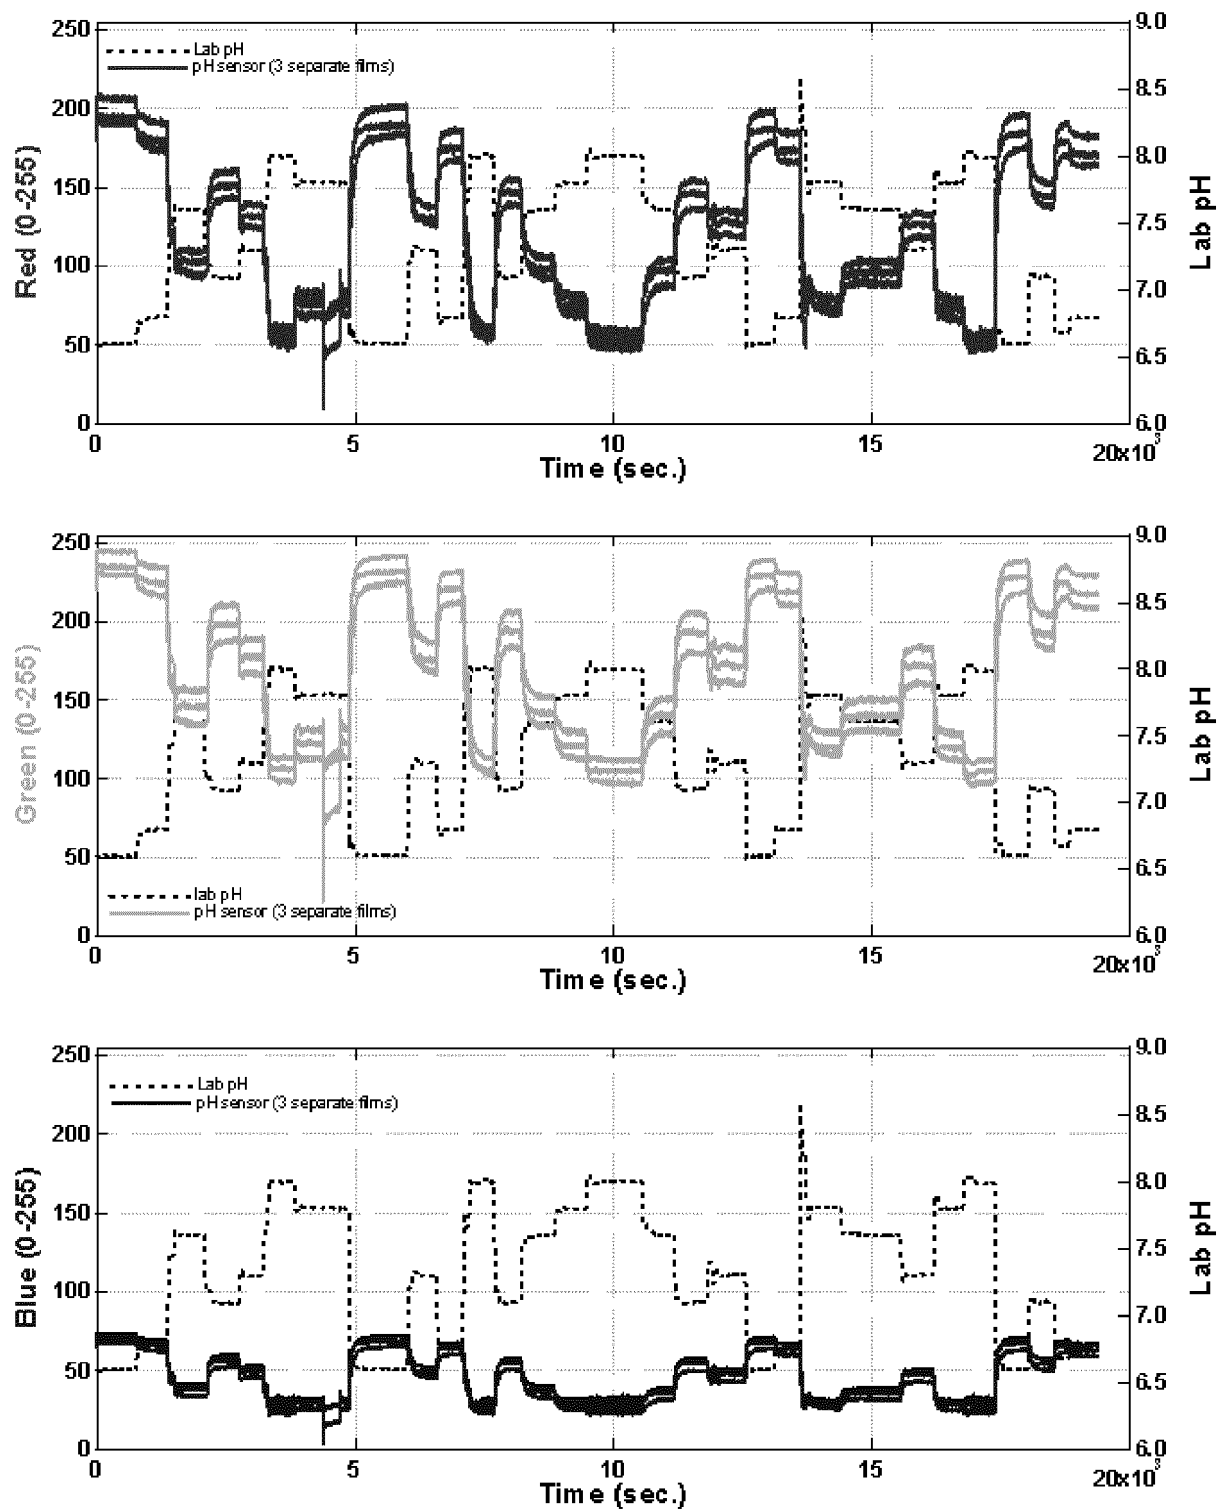 250
200
150
100
50
0
Red (0-255)
Lab pH
pH sensor (3 separate films)
9.0
8.5
8.0
7.5
7.0
6.5
6.0
Lab pH
0
5
10
15
20x10³
Time (sec.)
250
200
150
100
50
0
Green (0-255)
lab pH
pH sensor (3 separate films)
9.0
8.5
8.0
7.5
7.0
6.5
6.0
Lab pH
0
5
10
15
20x10³
Time (sec.)
250
200
150
100
50
0
Blue (0-255)
Lab pH
pH sensor (3 separate films)
9.0
8.5
8.0
7.5
7.0
6.5
6.0
Lab pH
0
5
10
15
20x10³
Time (sec.)